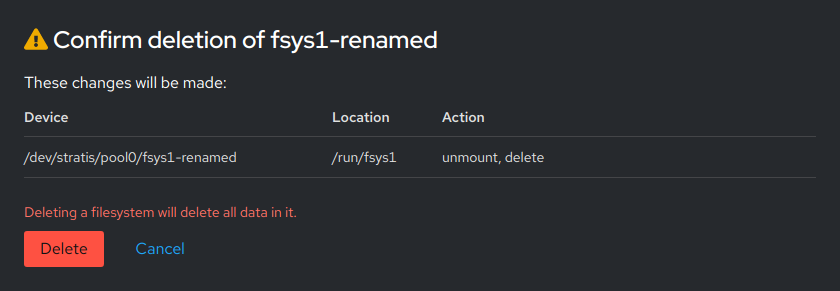 Confirm deletion of fsys1-renamed
These changes will be made:
Device Location Action
/dev/stratis/pool0/fsys1-renamed /run/fsys1 unmount, delete
Deleting a filesystem will delete all data in it.
Delete Cancel